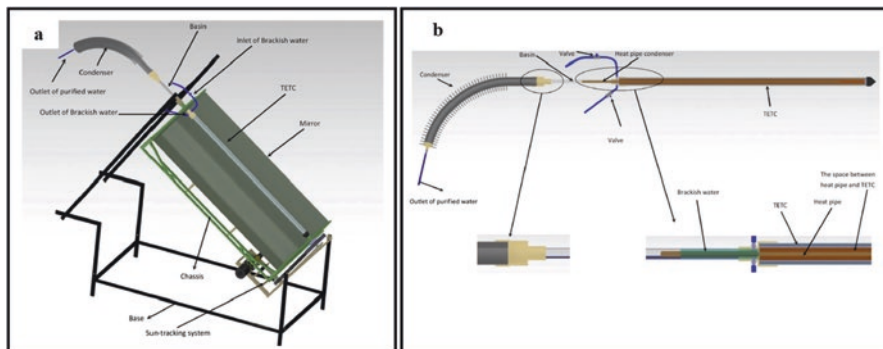 a
Basin
Inlet of Brackish water
Condenser
Outlet of purified water
TETC
Outlet of Brackish water
Mirror
Chassis
Base
Sun-tracking system
b
Valve
Basin
Heat pipe condenser
Condenser
TETC
Valve
Outlet of purified water
The space between
heat pipe and TETC
TETC
Heat pipe
Brackish water